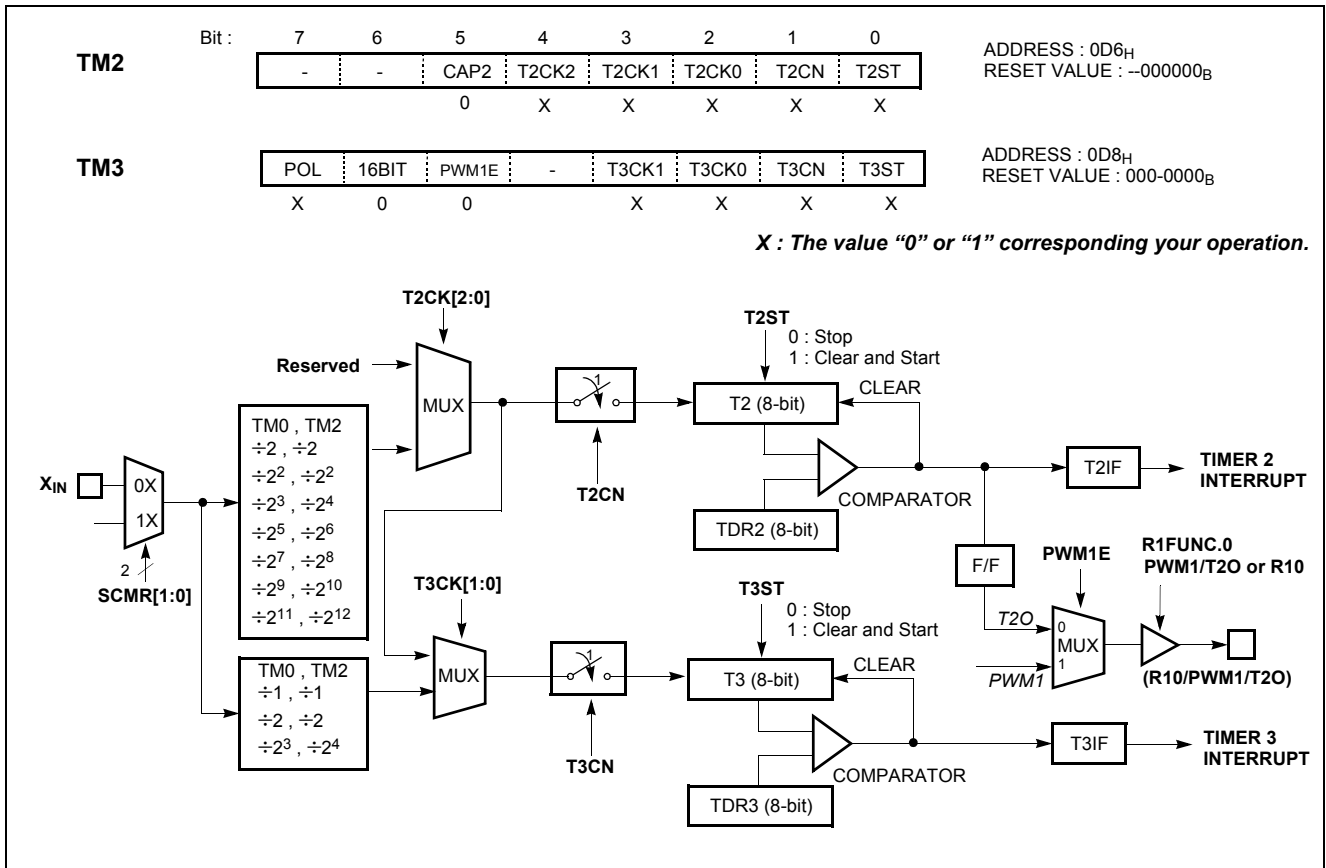 Bit : 7 6 5 4 3 2 1 0
TM2 - - CAP2 T2CK2 T2CK1 T2CK0 T2CN T2ST
0 X X X X X
ADDRESS : 0D6H
RESET VALUE : --000000B
TM3 POL 16BIT PWM1E - T3CK1 T3CK0 T3CN T3ST
X 0 0 X X X X
ADDRESS : 0D8H
RESET VALUE : 000-0000B
X : The value “0” or “1” corresponding your operation.
T2CK[2:0]
Reserved
MUX
XIN
0X
1X
2
SCMR[1:0]
TM0 , TM2
÷2 , ÷2
÷2² , ÷2²
÷2³ , ÷2⁴
÷2⁵ , ÷2⁶
÷2⁷ , ÷2⁸
÷2⁹ , ÷2¹⁰
÷2¹¹ , ÷2¹²
1
T2CN
T2ST
0 : Stop
1 : Clear and Start
T2 (8-bit)
CLEAR
COMPARATOR
TDR2 (8-bit)
T2IF
TIMER 2
INTERRUPT
F/F
T2O
PWM1
PWM1E
0
MUX
1
R1FUNC.0
PWM1/T2O or R10
(R10/PWM1/T2O)
TM0 , TM2
÷1 , ÷1
÷2 , ÷2
÷2³ , ÷2⁴
T3CK[1:0]
MUX
1
T3CN
T3ST
0 : Stop
1 : Clear and Start
T3 (8-bit)
CLEAR
COMPARATOR
TDR3 (8-bit)
T3IF
TIMER 3
INTERRUPT